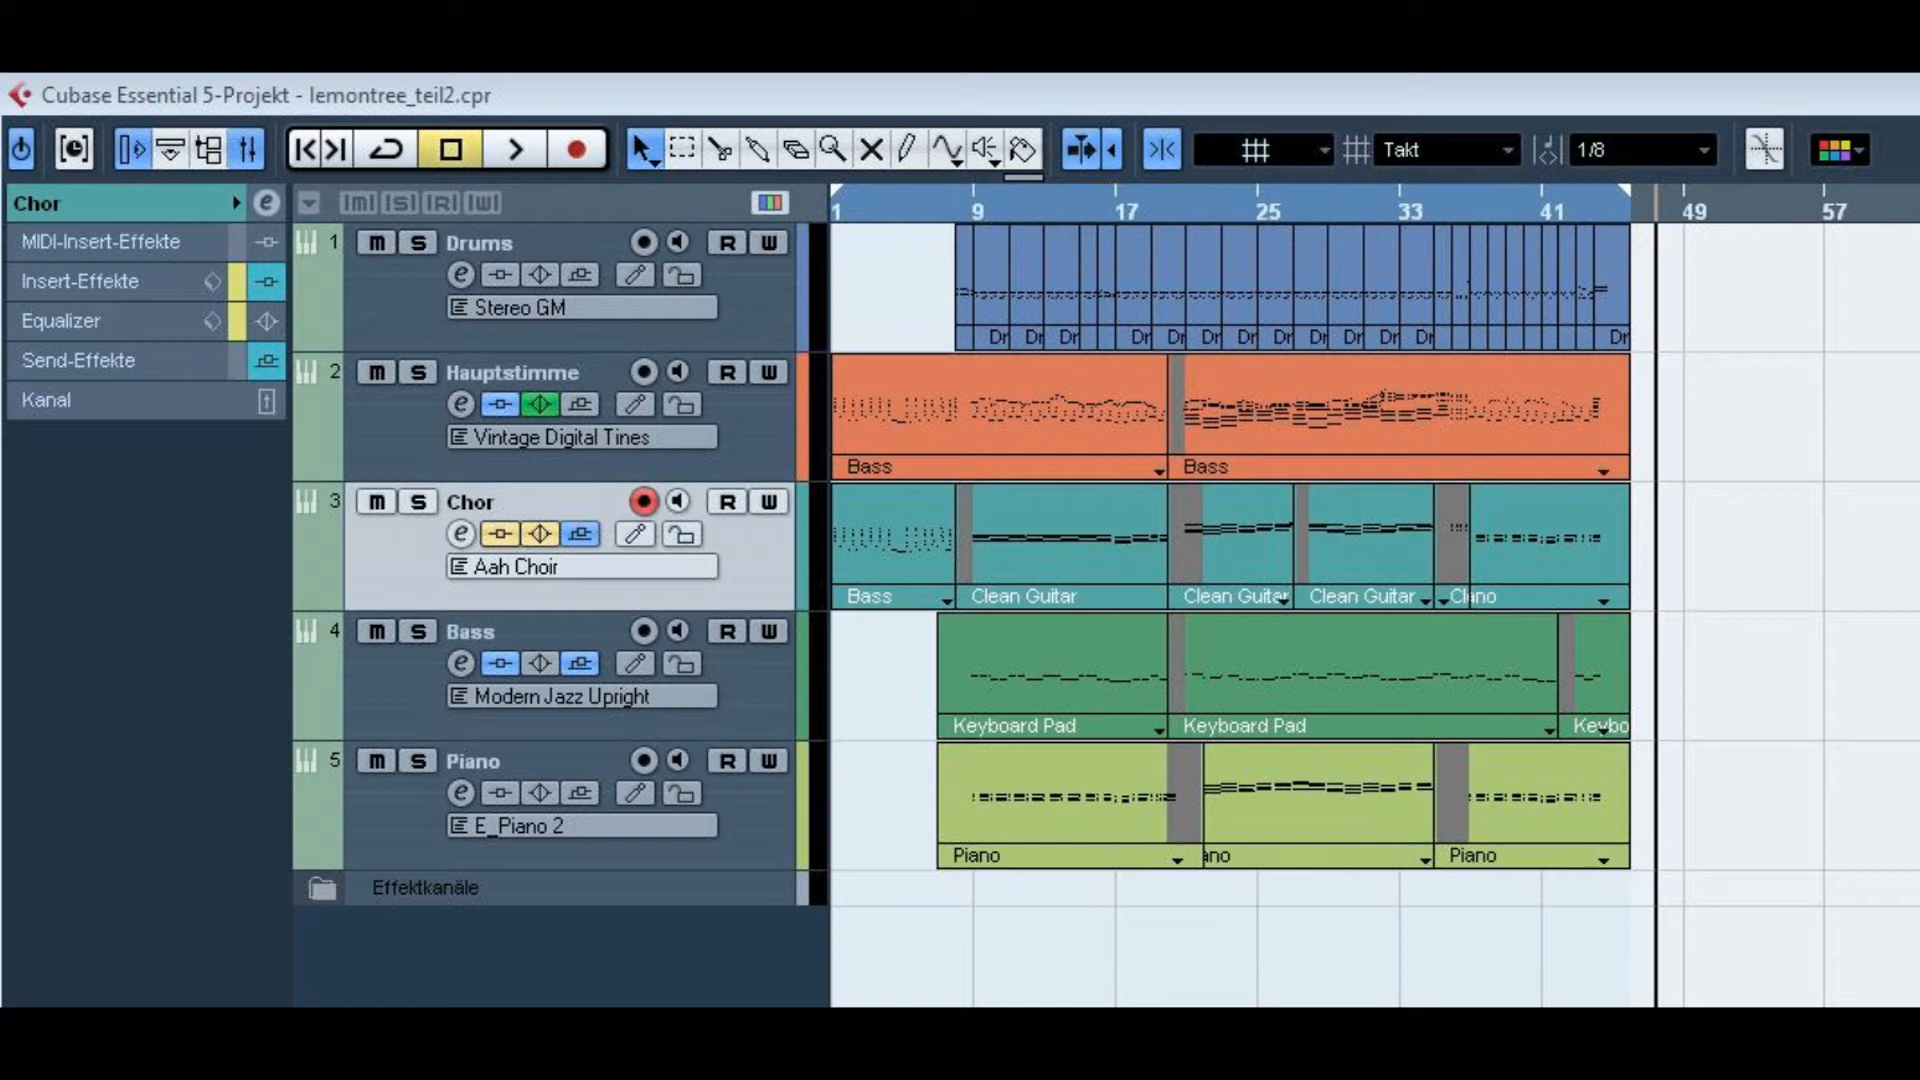 Cubase Essential 5-Projekt - lemontree_teil2.cpr
Takt
1/8
Chor
MIDI-Insert-Effekte
Insert-Effekte
Equalizer
Send-Effekte
Kanal
M S R W
1 9 17 25 33 41 49 57
1 m S Drums R W
e
Stereo GM
Dr Dr Dr Dr Dr Dr Dr Dr Dr Dr Dr Dr Dr
2 m S Hauptstimme R W
e
Vintage Digital Tines
Bass Bass
3 m S Chor R W
e
Aah Choir
Bass Clean Guitar Clean Guitar Clean Guitar
4 m S Bass R W
e
Modern Jazz Upright
Keyboard Pad Keyboard Pad Keybo
5 m S Piano R W
e
E_Piano 2
Piano ano Piano
Effektkanäle